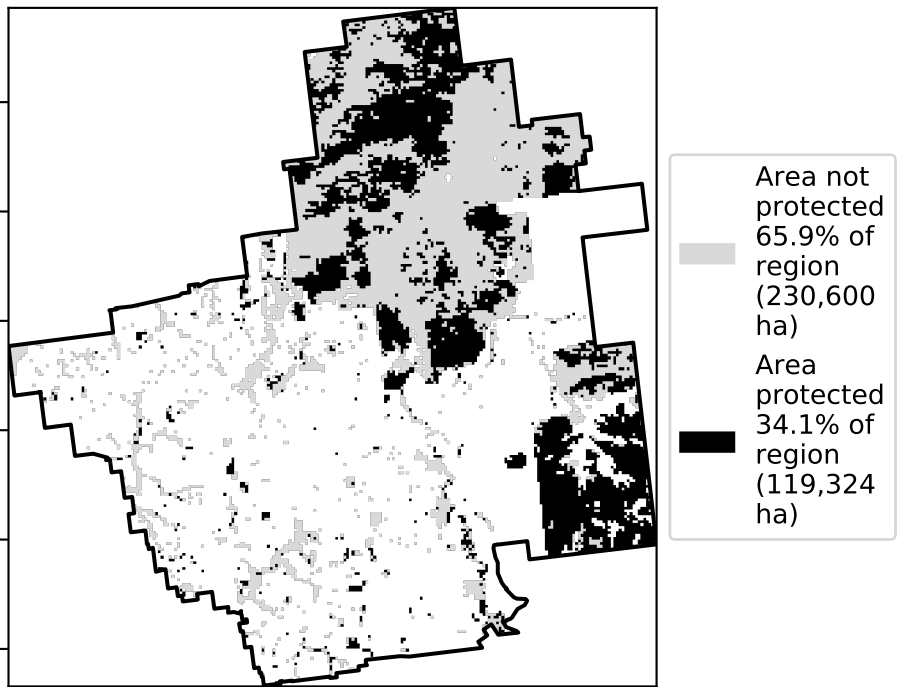 Area not
protected
65.9% of
region
(230,600
ha)
Area
protected
34.1% of
region
(119,324
ha)